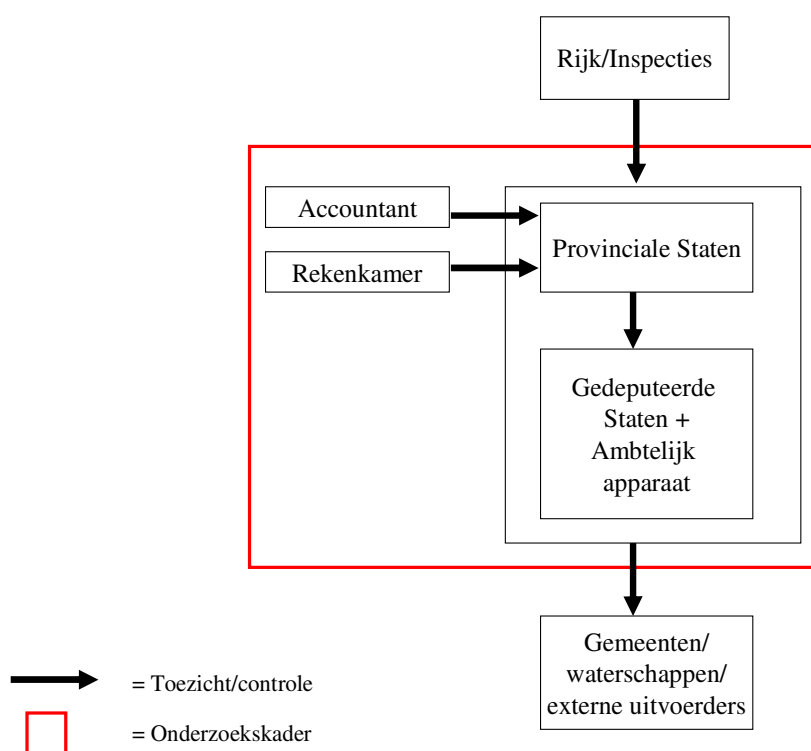 Rijk/Inspecties
Accountant
Provinciale Staten
Rekenkamer
Gedeputeerde
Staten +
Ambtelijk
apparaat
Gemeenten/
waterschappen/
externe uitvoerders
= Toezicht/controle
= Onderzoekskader